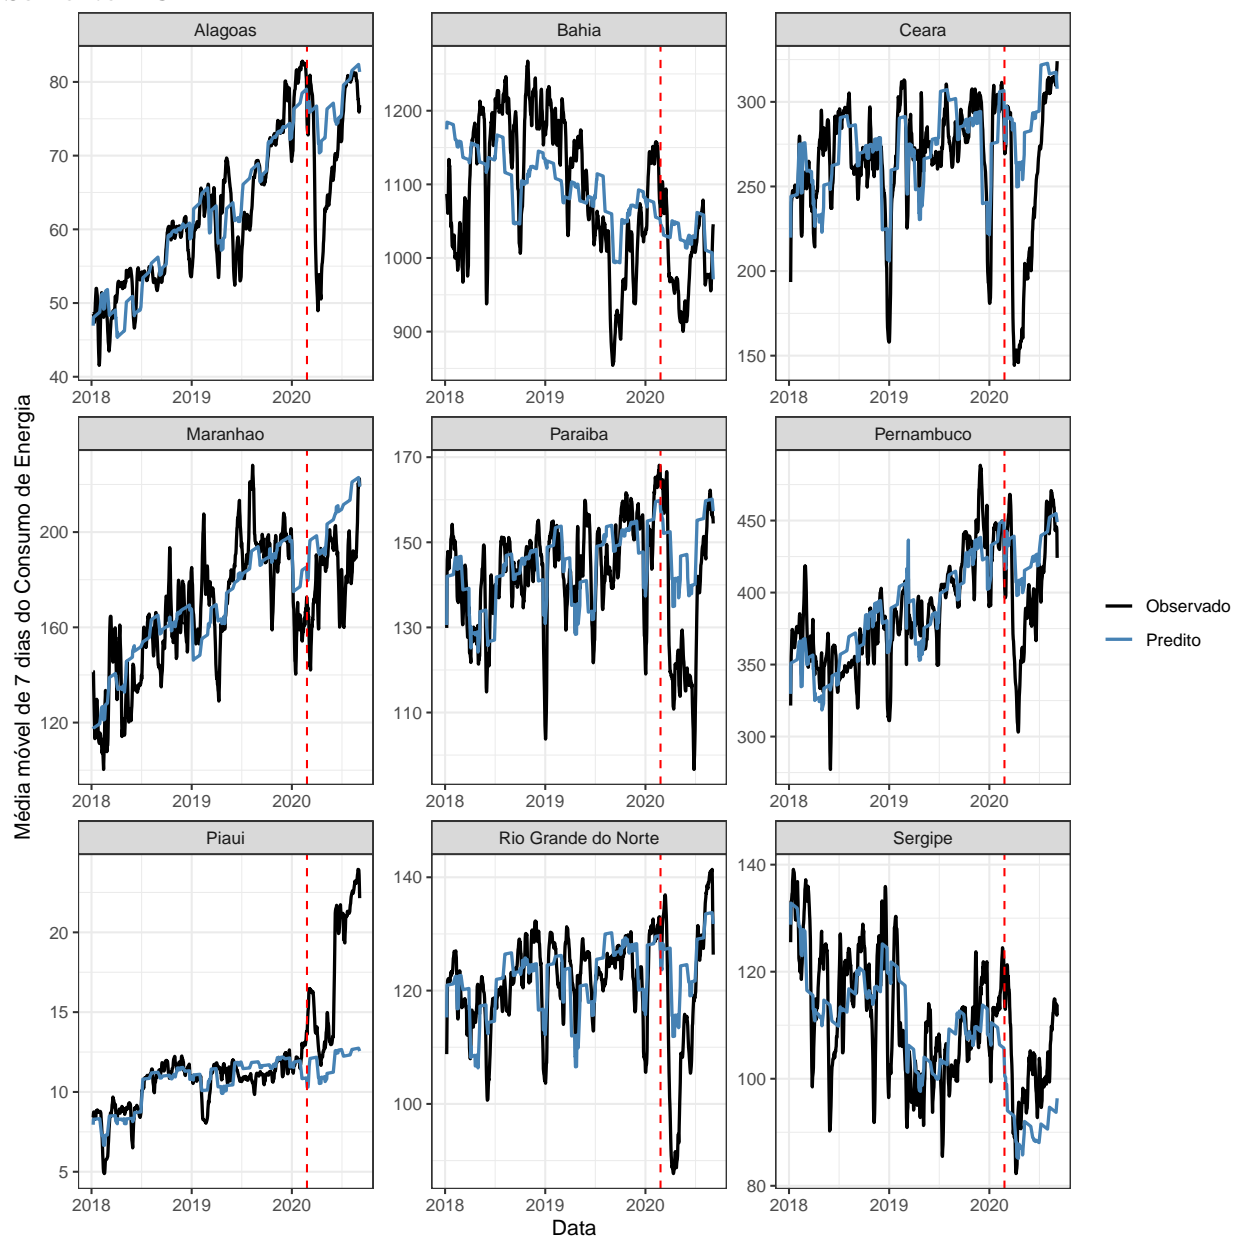 Alagoas Bahia Ceara
80
70
60
50
40
2018 2019 2020
1200
1100
1000
900
2018 2019 2020
300
250
200
150
2018 2019 2020
Maranhao Paraiba Pernambuco
200
160
120
2018 2019 2020
170
150
130
110
2018 2019 2020
450
400
350
300
2018 2019 2020
Piaui Rio Grande do Norte Sergipe
20
15
10
5
2018 2019 2020
140
120
100
2018 2019 2020
140
120
100
80
2018 2019 2020
Média móvel de 7 dias do Consumo de Energia
Data
Observado
Predito